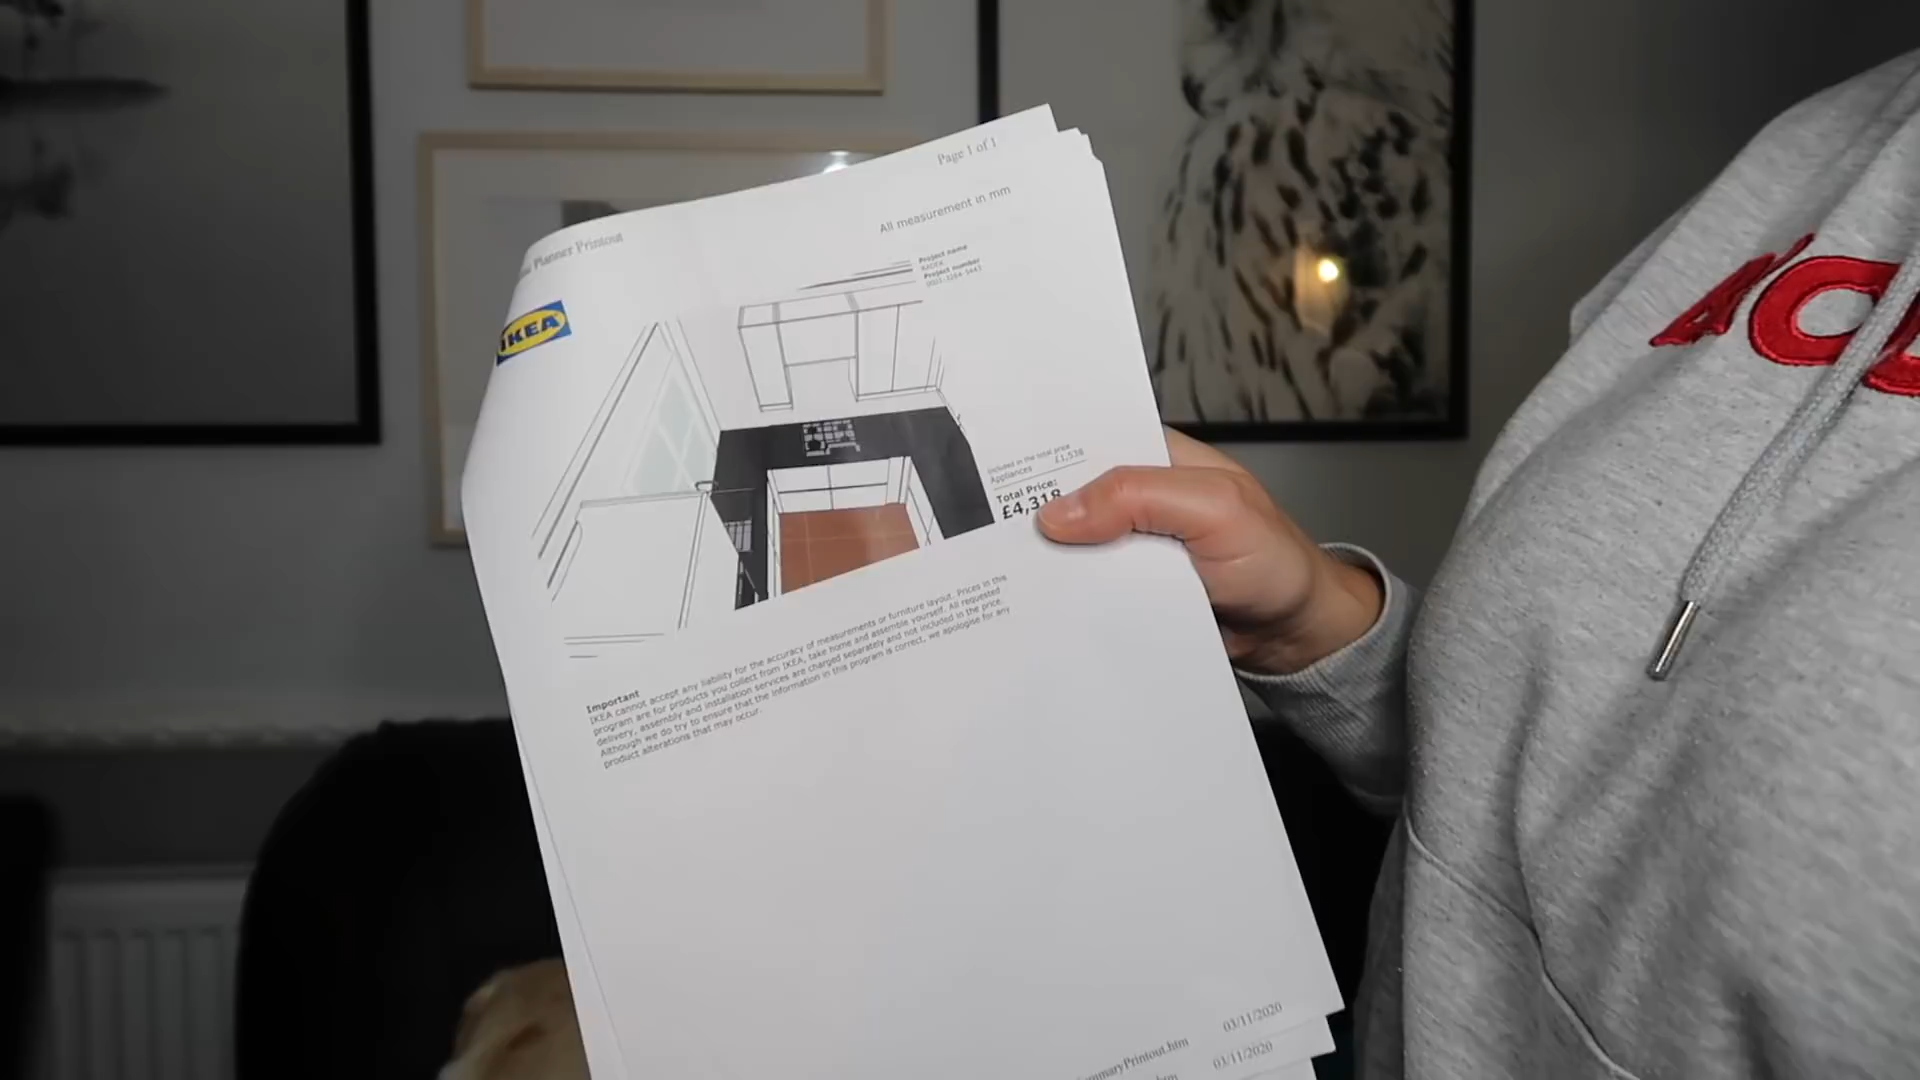 Page 1 of 1
Planner Printout
All measurement in mm
Project name
Project number
IKEA
Included in the total price
Appliances £1,538
Total Price:
£4,318
Important
IKEA cannot accept any liability for the accuracy of measurements or furniture layout. Prices in this
program are for products you collect from IKEA, take home and assemble yourself. All requested
delivery, assembly and installation services are charged separately and not included in the price.
Although we do try to ensure that the information in this program is correct, we apologise for any
product alterations that may occur.
03/11/2020
03/11/2020